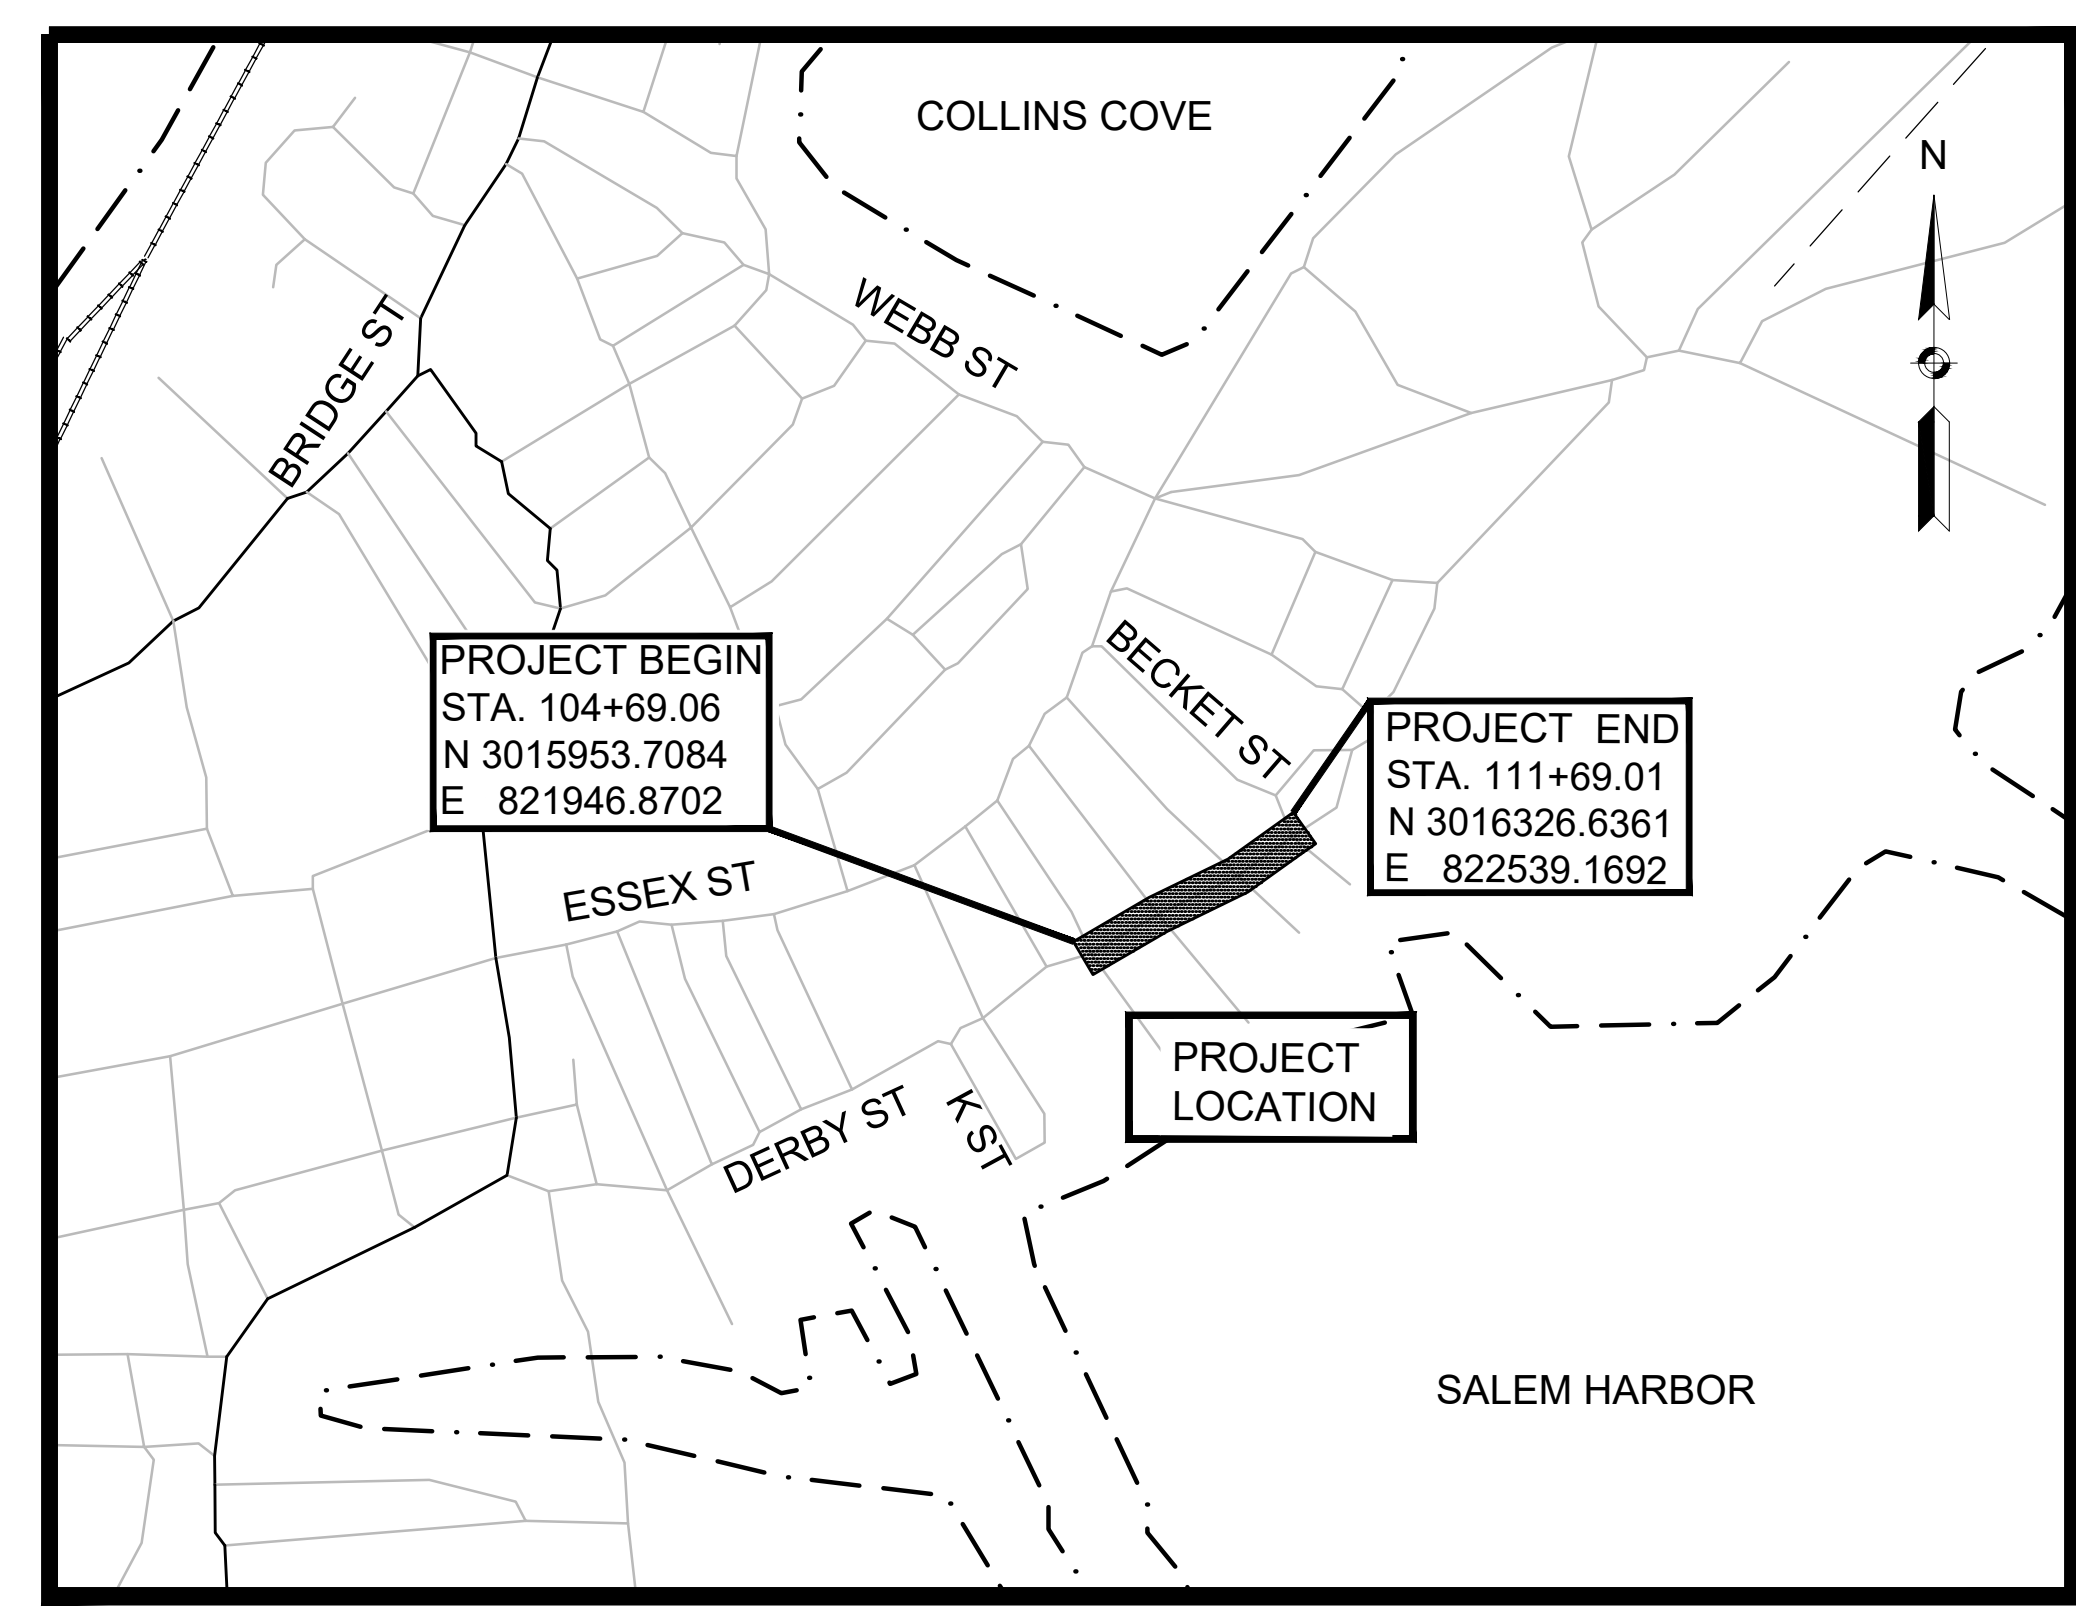 COLLINS COVE
N
WEBB ST
BRIDGE ST
BECKET ST
PROJECT BEGIN
STA. 104+69.06
N 3015953.7084
E 821946.8702
PROJECT END
STA. 111+69.01
N 3016326.6361
E 822539.1692
ESSEX ST
PROJECT
LOCATION
DERBY ST
K ST
SALEM HARBOR